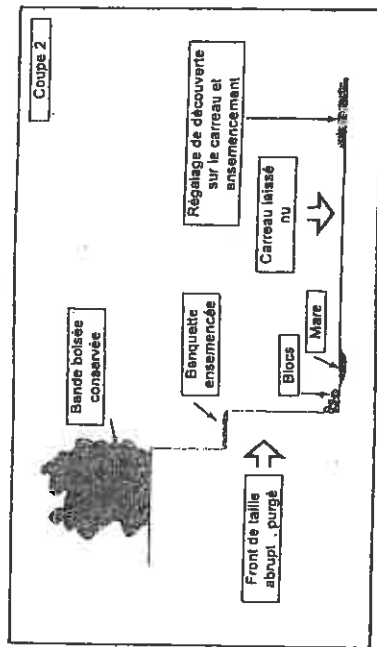 Coupe 2
Bande boisée
conservée
Banquette
ensemencée
Régalage de découverte
sur le carreau et
ensemencement
Carreau laissé
nu
Front de taille
abrupt , purgé
Blocs
Mare